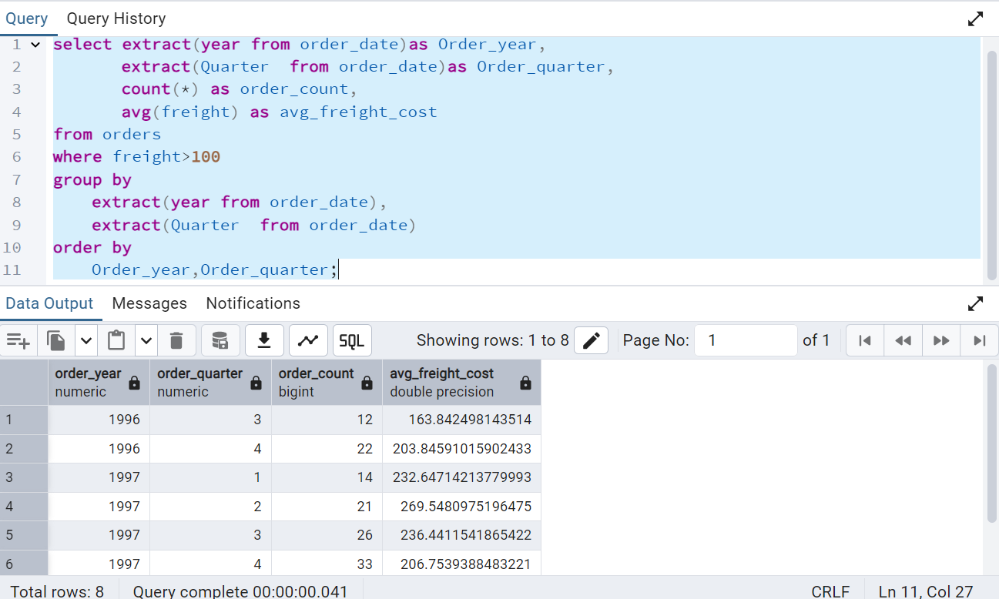 Query Query History
1 select extract(year from order_date)as Order_year,
2 extract(Quarter  from order_date)as Order_quarter,
3 count(*) as order_count,
4 avg(freight) as avg_freight_cost
5 from orders
6 where freight>100
7 group by
8 extract(year from order_date),
9 extract(Quarter  from order_date)
10 order by
11 Order_year,Order_quarter;
Data Output Messages Notifications
SQL Showing rows: 1 to 8 Page No: 1 of 1
order_year order_quarter order_count avg_freight_cost
numeric numeric bigint double precision
1 1996 3 12 163.842498143514
2 1996 4 22 203.84591015902433
3 1997 1 14 232.64714213779993
4 1997 2 21 269.5480975196475
5 1997 3 26 236.4411541865422
6 1997 4 33 206.7539388483221
Total rows: 8 Query complete 00:00:00.041 CRLF Ln 11, Col 27